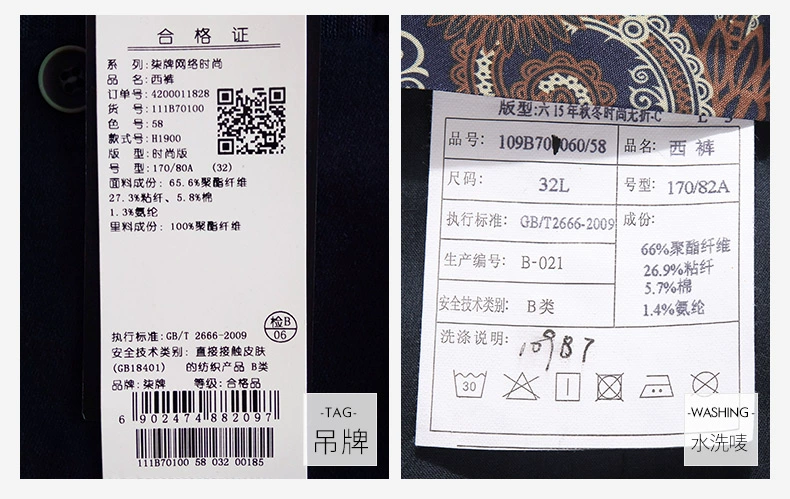 合格证
系 列:柒牌网络时尚
品 名:西裤
订单号:4200011828
货 号:111B70100
色 号:58
款式号:H1900
版 型:时尚版
号 型:170/80A (32)
面料成份:65.6%聚酯纤维
27.3%粘纤、5.8%棉
1.3%氨纶
里料成份:100%聚酯纤维
检B
06
执行标准:GB/T 2666-2009
安全技术类别:直接接触皮肤
(GB18401) 的纺织产品 B类
品牌:柒牌 等级:合格品
6 902474 882097
111B70100 58 032 00185
-TAG-
吊牌
版型:六15年秋冬时尚无折-C
品号: 109B70 060/58 品名: 西裤
尺码: 32L 号型: 170/82A
执行标准: GB/T2666-2009 成份:
66%聚酯纤维
26.9%粘纤
5.7%棉
1.4%氨纶
生产编号: B-021
安全技术类别: B类
洗涤说明:
109B7
30
-WASHING-
水洗唛